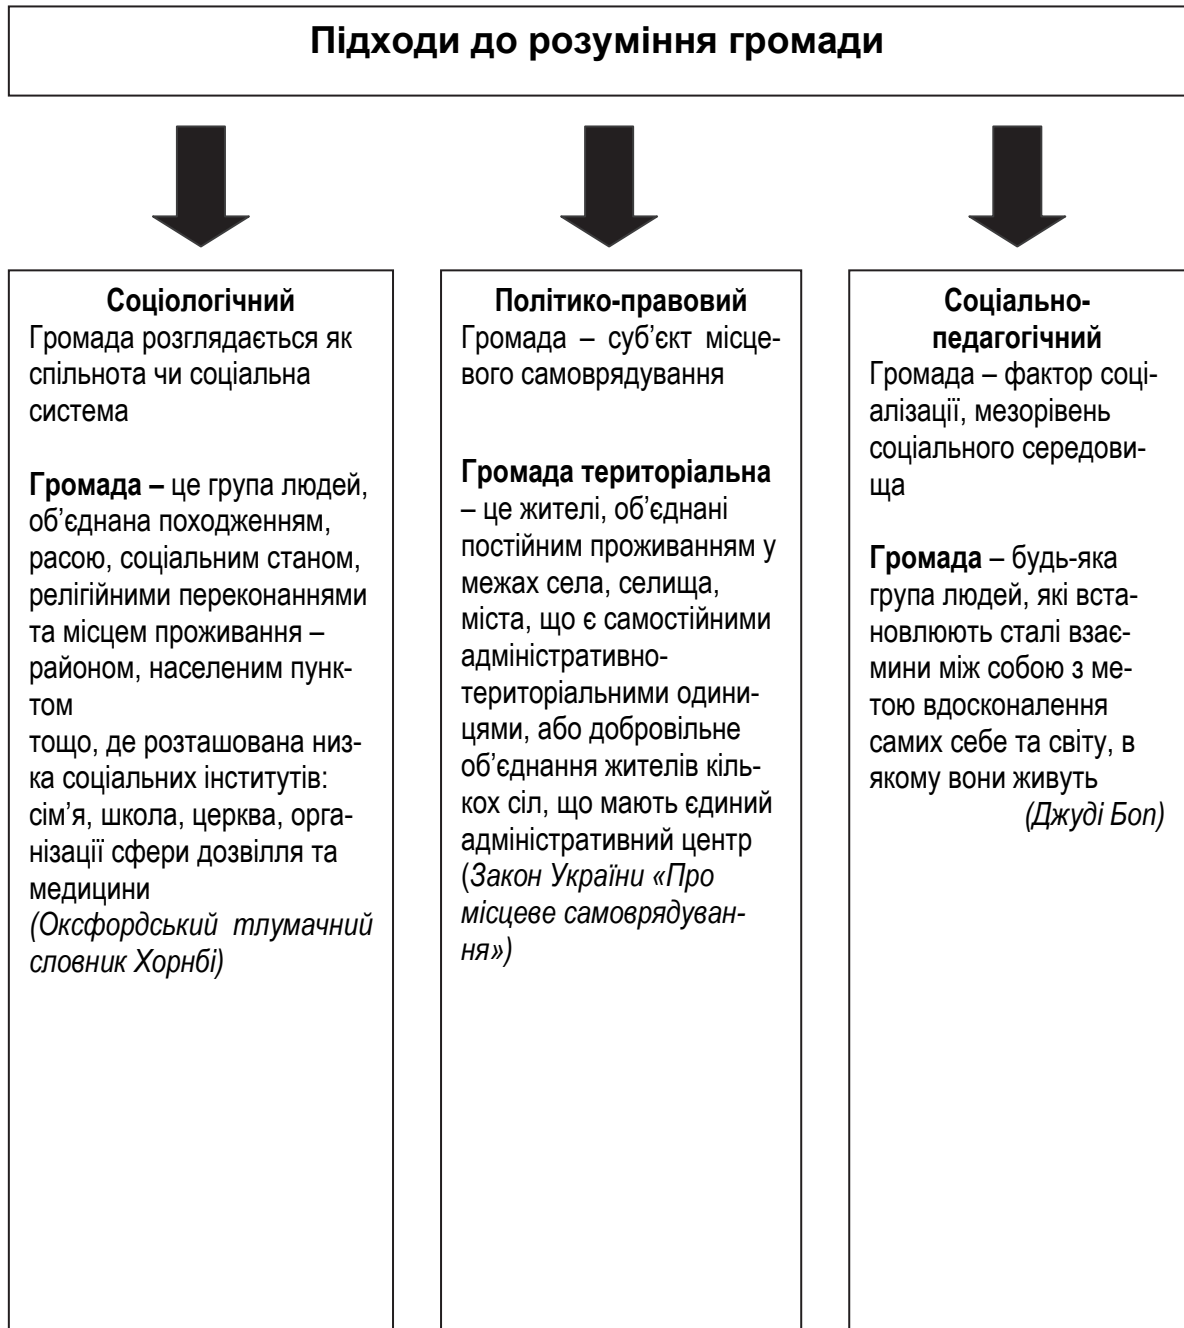 Підходи до розуміння громади
Соціологічний
Громада розглядається як
спільнота чи соціальна
система
Громада – це група людей,
об’єднана походженням,
расою, соціальним станом,
релігійними переконаннями
та місцем проживання –
районом, населеним пунк-
том
тощо, де розташована низ-
ка соціальних інститутів:
сім’я, школа, церква, орга-
нізації сфери дозвілля та
медицини
(Оксфордський тлумачний
словник Хорнбі)
Політико-правовий
Громада – суб’єкт місце-
вого самоврядування
Громада територіальна
– це жителі, об’єднані
постійним проживанням у
межах села, селища,
міста, що є самостійними
адміністративно-
територіальними одини-
цями, або добровільне
об’єднання жителів кіль-
кох сіл, що мають єдиний
адміністративний центр
(Закон України «Про
місцеве самоврядуван-
ня»)
Соціально-
педагогічний
Громада – фактор соці-
алізації, мезорівень
соціального середови-
ща
Громада – будь-яка
група людей, які вста-
новлюють сталі взає-
мини між собою з ме-
тою вдосконалення
самих себе та світу, в
якому вони живуть
(Джуді Боп)